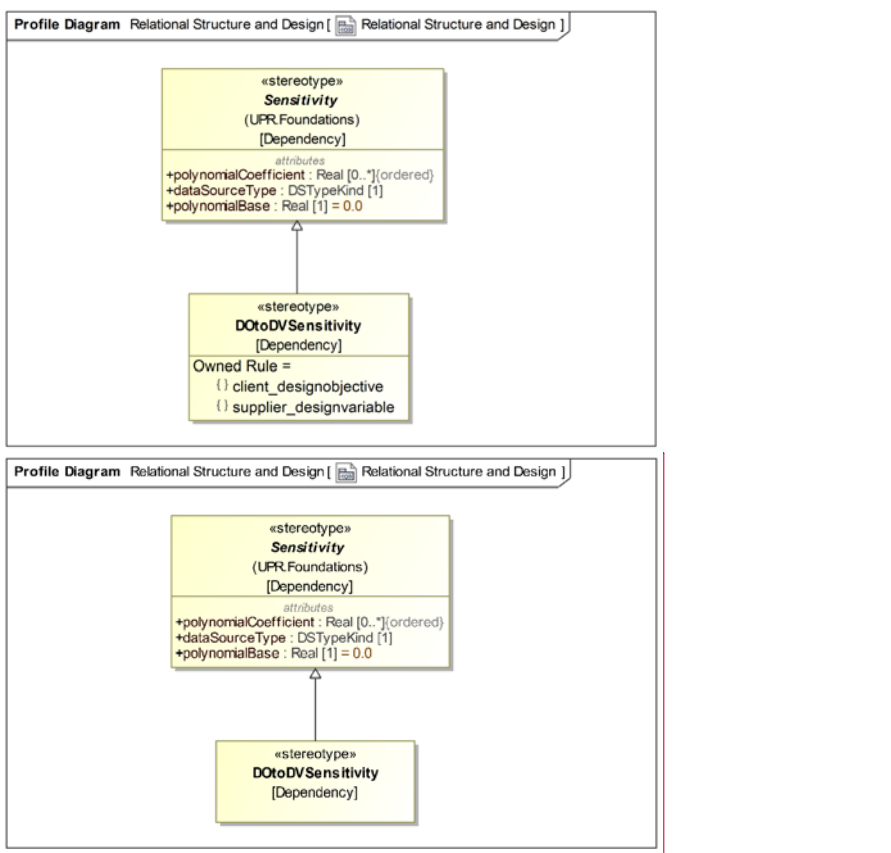 Profile Diagram Relational Structure and Design [ Relational Structure and Design ]
«stereotype»
Sensitivity
(UPR.Foundations)
[Dependency]
attributes
+polynomialCoefficient : Real [0..*]{ordered}
+dataSourceType : DSTypeKind [1]
+polynomialBase : Real [1] = 0.0
«stereotype»
DOtoDVSensitivity
[Dependency]
Owned Rule =
{} client_designobjective
{} supplier_designvariable
Profile Diagram Relational Structure and Design [ Relational Structure and Design ]
«stereotype»
Sensitivity
(UPR.Foundations)
[Dependency]
attributes
+polynomialCoefficient : Real [0..*]{ordered}
+dataSourceType : DSTypeKind [1]
+polynomialBase : Real [1] = 0.0
«stereotype»
DOtoDVSensitivity
[Dependency]